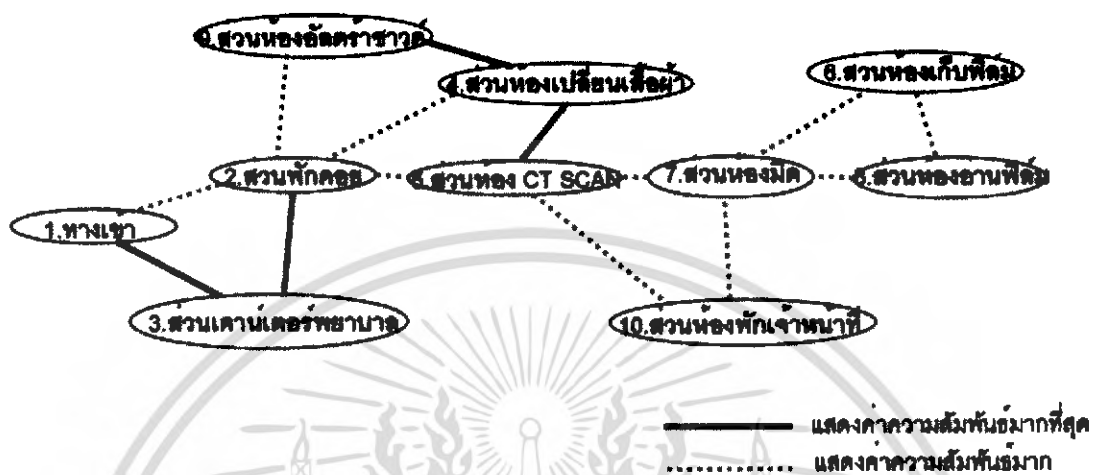 9.ส่วนห้องอัลตร้าซาวด์
4.ส่วนห้องเปลี่ยนเสื้อผ้า
6.ส่วนห้องเก็บฟิล์ม
2.ส่วนพักคอย
ส่วนห้อง CT SCAN
7.ส่วนห้องมืด
ส่วนห้องอ่านฟิล์ม
1.ทางเข้า
3.ส่วนเคาน์เตอร์พยาบาล
10.ส่วนห้องพักเจ้าหน้าที่
แสดงค่าความสัมพันธ์มากที่สุด
แสดงค่าความสัมพันธ์มาก